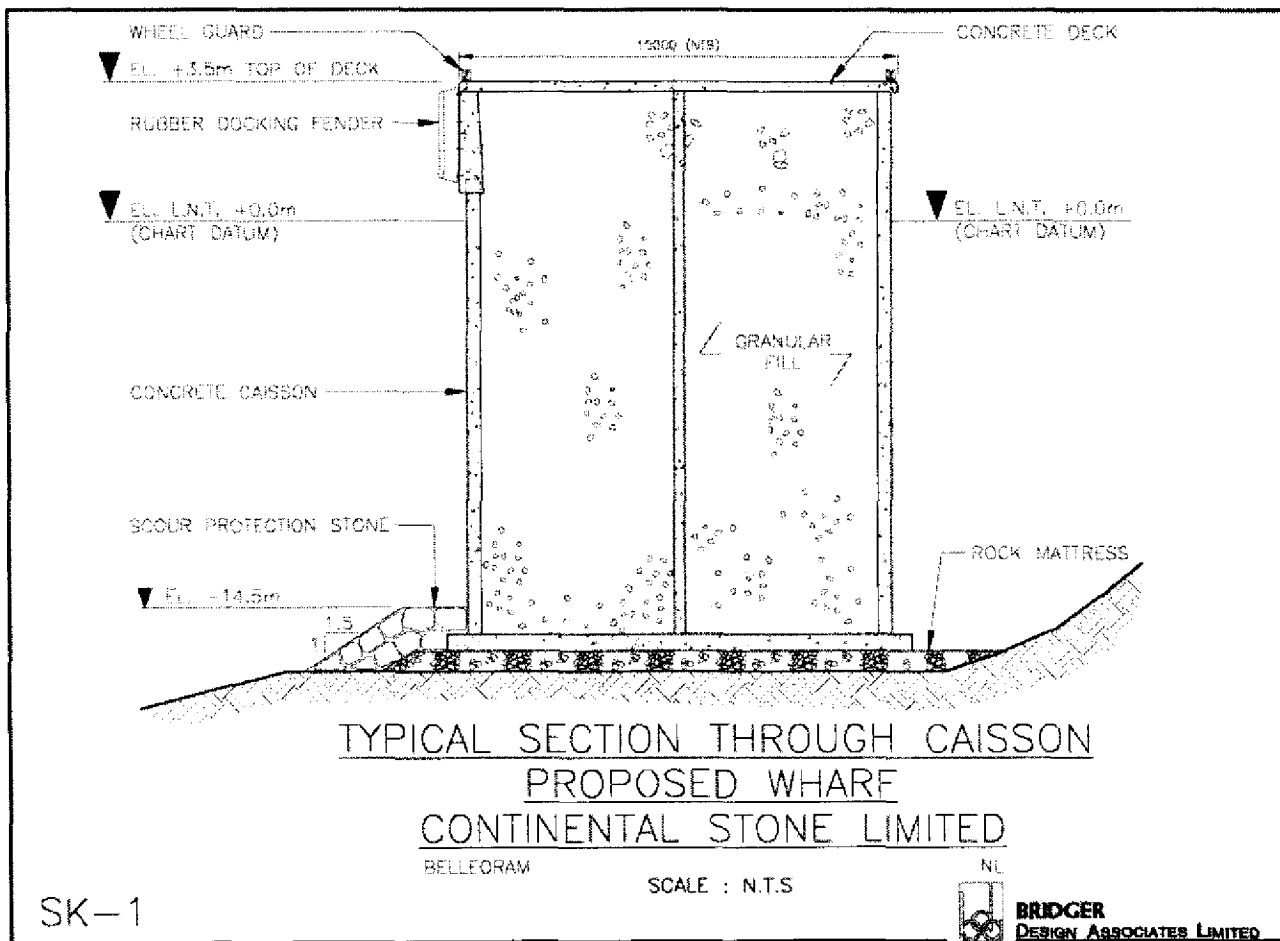 WHEEL GUARD
15000 (NTS)
CONCRETE DECK
EL. +3.5m TOP OF DECK
RUBBER DOCKING FENDER
EL. L.N.T. +0.0m
(CHART DATUM)
EL. L.N.T. +0.0m
(CHART DATUM)
GRANULAR
FILL
CONCRETE CAISSON
SCOUR PROTECTION STONE
ROCK MATTRESS
EL. -14.5m
1.5
1
TYPICAL SECTION THROUGH CAISSON
PROPOSED WHARF
CONTINENTAL STONE LIMITED
BELLEORAM
NL
SCALE : N.T.S
SK-1
BRIDGER
DESIGN ASSOCIATES LIMITED